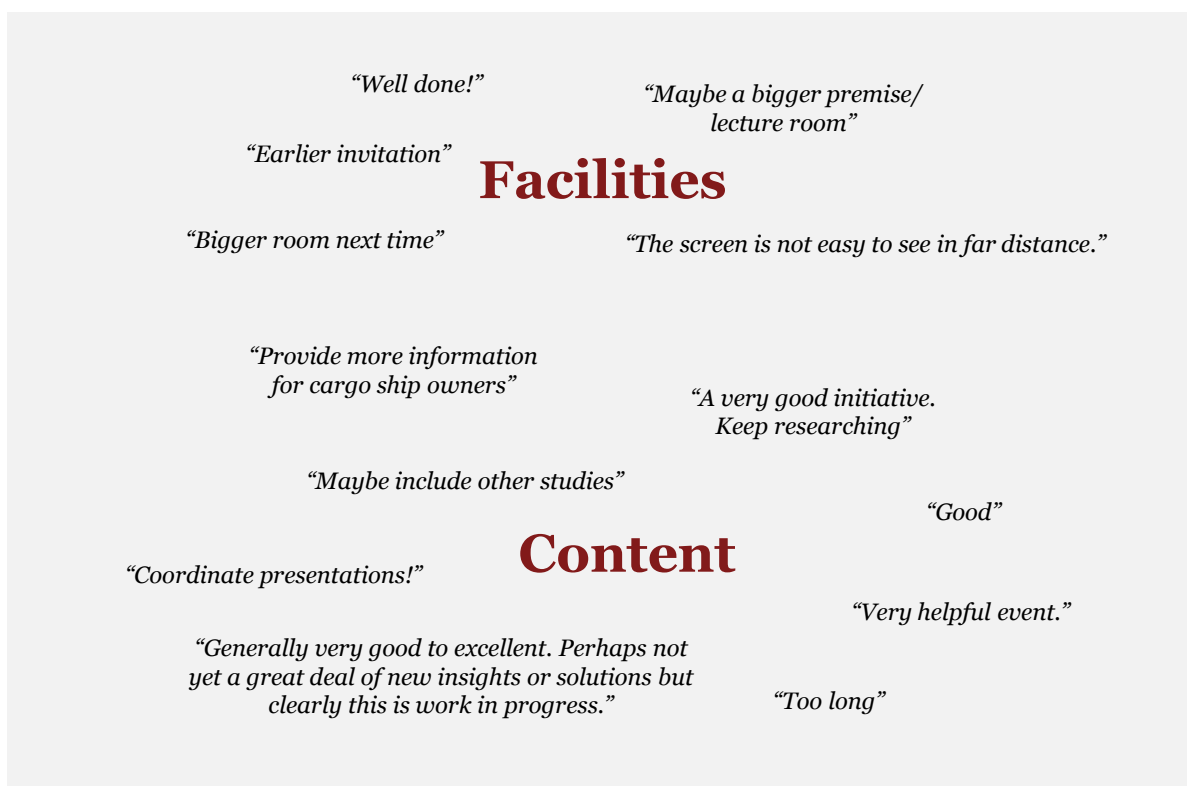 “Well done!”
“Maybe a bigger premise/
lecture room”
“Earlier invitation”
Facilities
“Bigger room next time”
“The screen is not easy to see in far distance.”
“Provide more information
for cargo ship owners”
“A very good initiative.
Keep researching”
“Maybe include other studies”
“Good”
Content
“Coordinate presentations!”
“Very helpful event.”
“Generally very good to excellent. Perhaps not
yet a great deal of new insights or solutions but
clearly this is work in progress.”
“Too long”